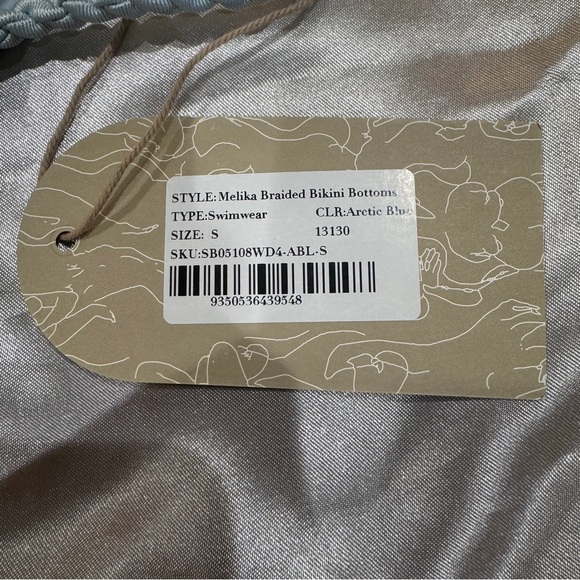 STYLE:Melika Braided Bikini Bottoms
TYPE:Swimwear CLR:Arctic Blue
SIZE: S 13130
SKU:SB05108WD4-ABL-S
9350536439548